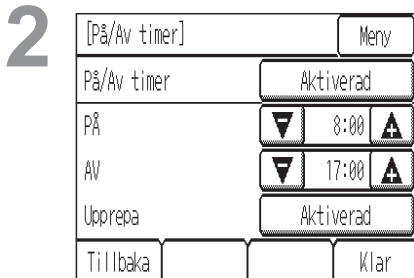 2
[På/Av timer] Meny
På/Av timer Aktiverad
PÅ 8:00
AV 17:00
Upprepa Aktiverad
Tillbaka Klar